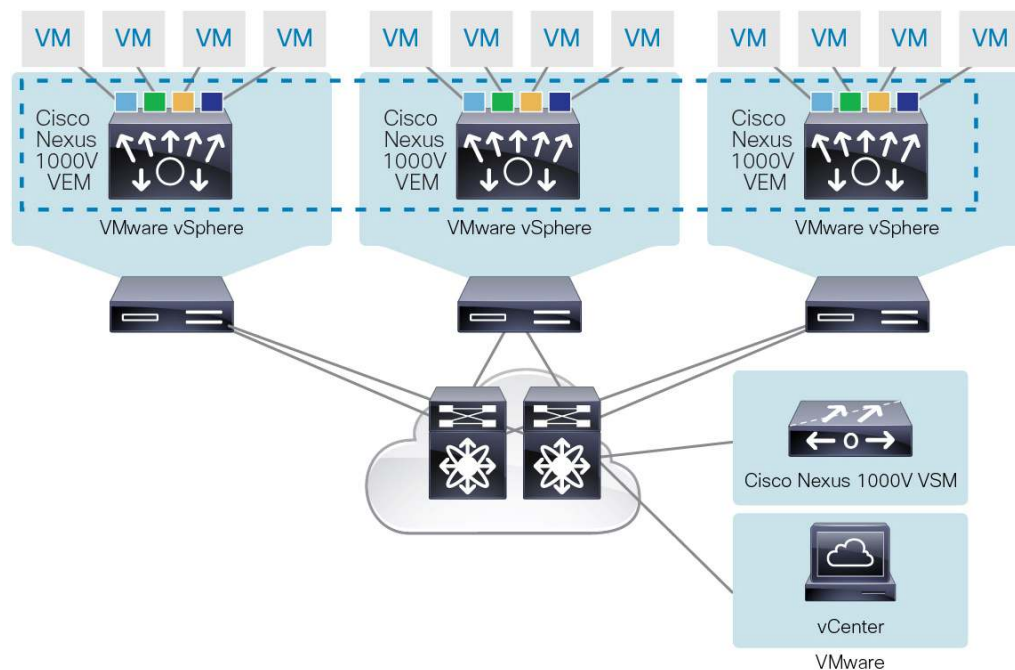 VM VM VM VM VM VM VM VM VM VM VM VM
Cisco
Nexus
1000V
VEM
Cisco
Nexus
1000V
VEM
Cisco
Nexus
1000V
VEM
VMware vSphere
VMware vSphere
VMware vSphere
Cisco Nexus 1000V VSM
vCenter
VMware